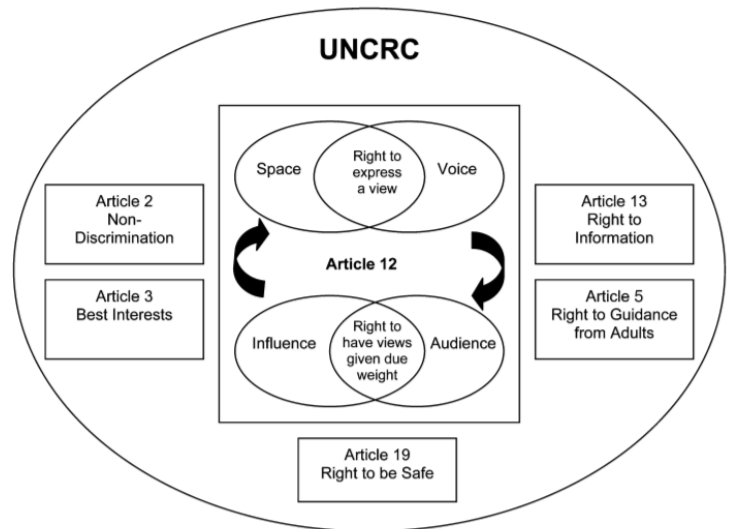 UNCRC
Space
Right to
express
a view
Voice
Article 2
Non-
Discrimination
Article 13
Right to
Information
Article 12
Article 3
Best Interests
Article 5
Right to Guidance
from Adults
Influence
Right to
have views
given due
weight
Audience
Article 19
Right to be Safe